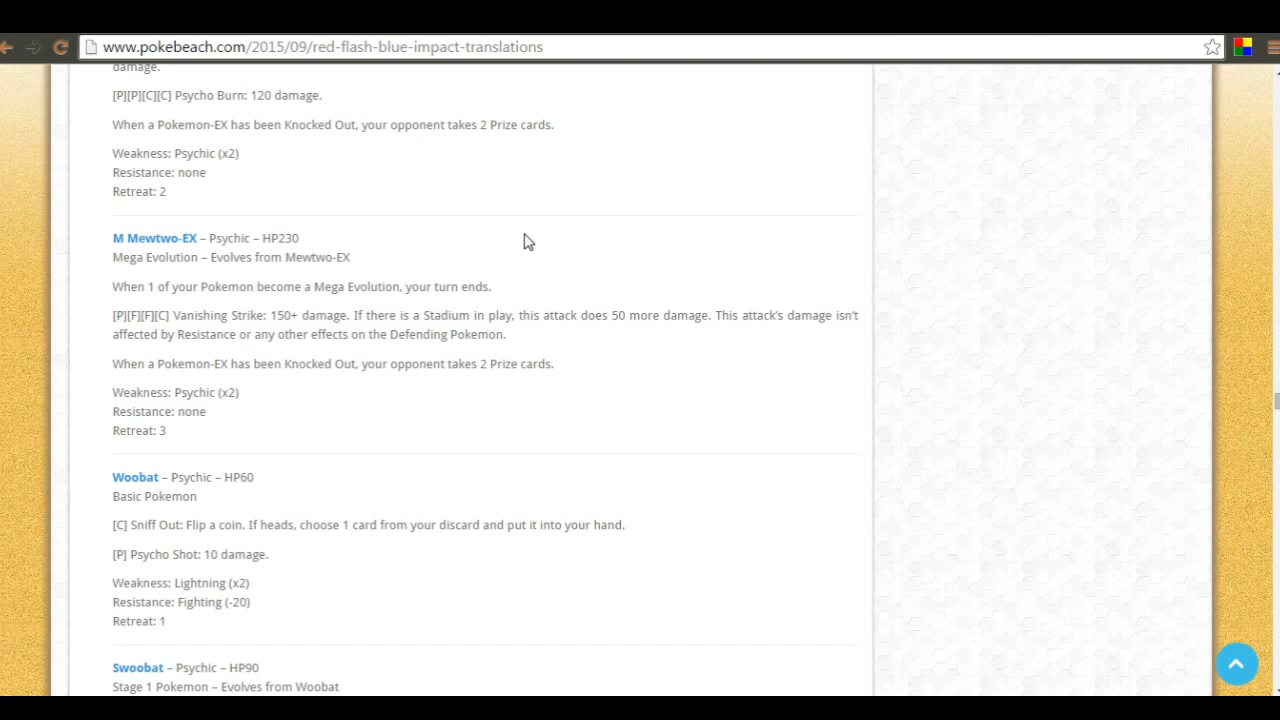 www.pokebeach.com/2015/09/red-flash-blue-impact-translations
damage.
[P][P][C][C] Psycho Burn: 120 damage.
When a Pokemon-EX has been Knocked Out, your opponent takes 2 Prize cards.
Weakness: Psychic (x2)
Resistance: none
Retreat: 2
M Mewtwo-EX – Psychic – HP230
Mega Evolution – Evolves from Mewtwo-EX
When 1 of your Pokemon become a Mega Evolution, your turn ends.
[P][F][F][C] Vanishing Strike: 150+ damage. If there is a Stadium in play, this attack does 50 more damage. This attack's damage isn't
affected by Resistance or any other effects on the Defending Pokemon.
When a Pokemon-EX has been Knocked Out, your opponent takes 2 Prize cards.
Weakness: Psychic (x2)
Resistance: none
Retreat: 3
Woobat – Psychic – HP60
Basic Pokemon
[C] Sniff Out: Flip a coin. If heads, choose 1 card from your discard and put it into your hand.
[P] Psycho Shot: 10 damage.
Weakness: Lightning (x2)
Resistance: Fighting (-20)
Retreat: 1
Swoobat – Psychic – HP90
Stage 1 Pokemon – Evolves from Woobat